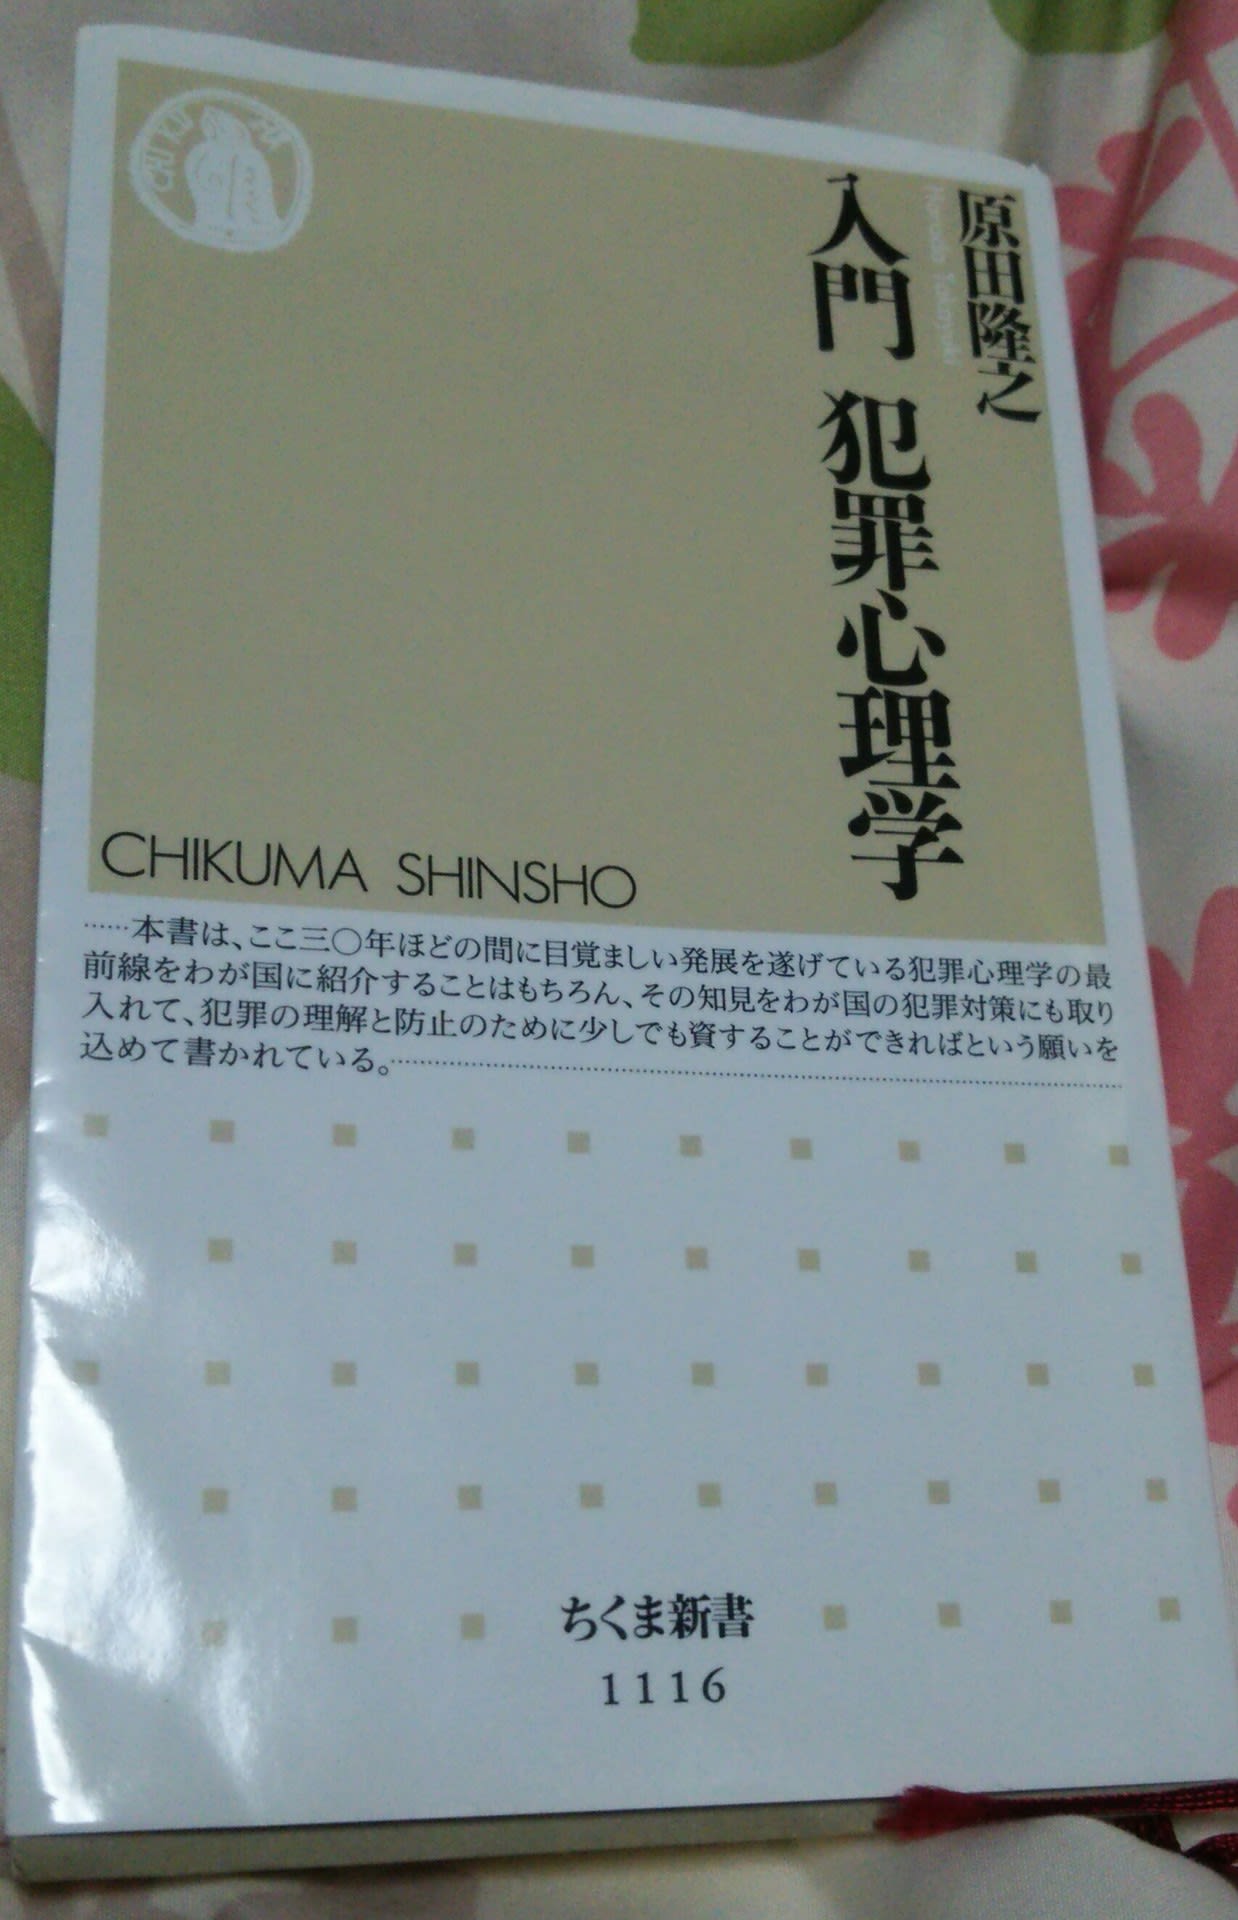 原田隆之
Harada Takayuki
入門 犯罪心理学
CHIKUMA SHINSHO
……本書は、ここ三〇年ほどの間に目覚ましい発展を遂げている犯罪心理学の最
前線をわが国に紹介することはもちろん、その知見をわが国の犯罪対策にも取り
入れて、犯罪の理解と防止のために少しでも資することができればという願いを
込めて書かれている。
ちくま新書
1116